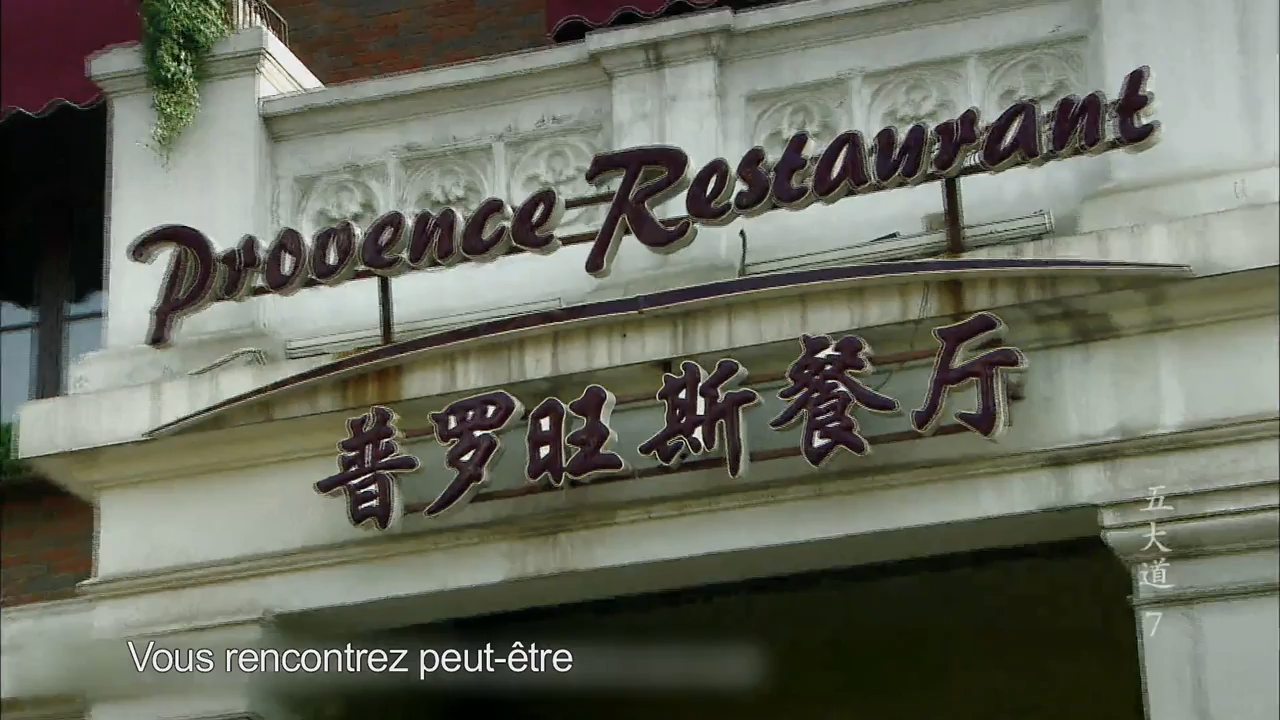 Provence Restaurant
普罗旺斯餐厅
五大道 7
Vous rencontrez peut-être